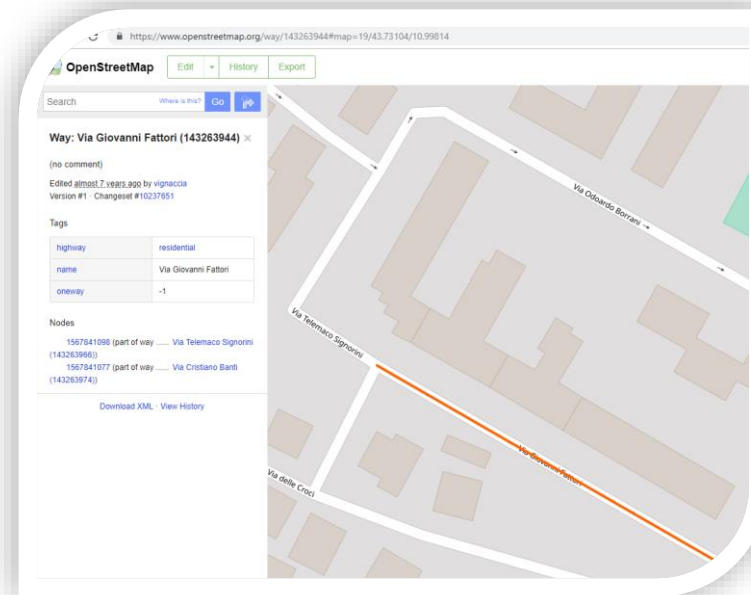 https://www.openstreetmap.org/way/143263944#map=19/43.73104/10.99814
OpenStreetMap
Edit
History
Export
Search
Where is this?
Go
Way: Via Giovanni Fattori (143263944) ×
(no comment)
Edited almost 7 years ago by vignaccia
Version #1 · Changeset #10237651
Tags
highway residential
name Via Giovanni Fattori
oneway -1
Nodes
1567841098 (part of way ...... Via Telemaco Signorini
(143263966))
1567841077 (part of way ...... Via Cristiano Banti
(143263974))
Download XML · View History
Via Odoardo Borrani
Via Telemaco Signorini
Via Giovanni Fattori
Via delle Croci